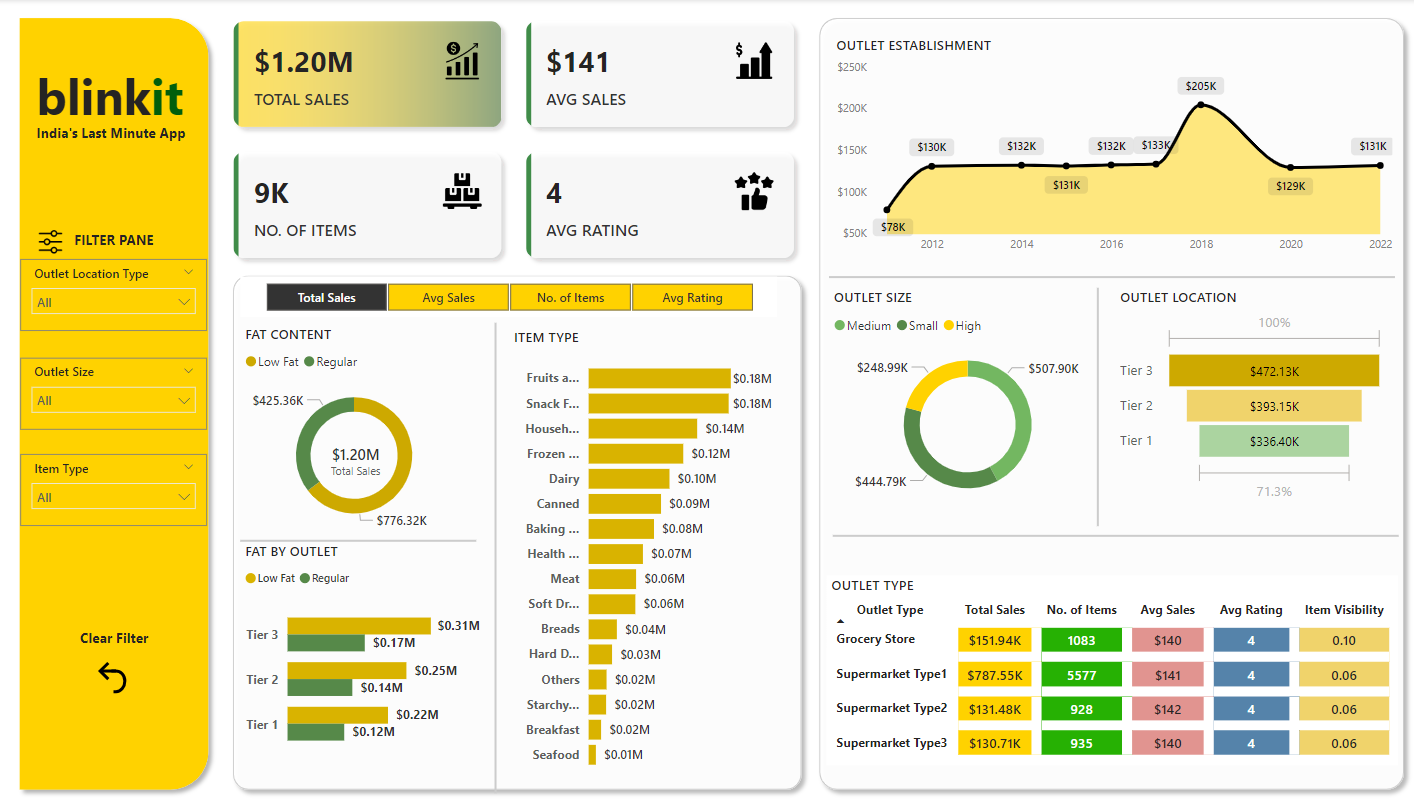 blinkit
India's Last Minute App
FILTER PANE
Outlet Location Type
All
Outlet Size
All
Item Type
All
Clear Filter
$1.20M
TOTAL SALES
$141
AVG SALES
9K
NO. OF ITEMS
4
AVG RATING
Total Sales Avg Sales No. of Items Avg Rating
FAT CONTENT
Low Fat Regular
$425.36K
$1.20M
Total Sales
$776.32K
FAT BY OUTLET
Low Fat Regular
Tier 3 $0.31M
$0.17M
Tier 2 $0.25M
$0.14M
Tier 1 $0.22M
$0.12M
ITEM TYPE
Fruits a... $0.18M
Snack F... $0.18M
Househ... $0.14M
Frozen ... $0.12M
Dairy $0.10M
Canned $0.09M
Baking ... $0.08M
Health ... $0.07M
Meat $0.06M
Soft Dr... $0.06M
Breads $0.04M
Hard D... $0.03M
Others $0.02M
Starchy... $0.02M
Breakfast $0.02M
Seafood $0.01M
OUTLET ESTABLISHMENT
$250K
$200K
$150K
$100K
$50K
$78K
$130K
$132K
$131K
$132K
$133K
$205K
$129K
$131K
2012 2014 2016 2018 2020 2022
OUTLET SIZE
Medium Small High
$248.99K
$507.90K
$444.79K
OUTLET LOCATION
100%
Tier 3 $472.13K
Tier 2 $393.15K
Tier 1 $336.40K
71.3%
OUTLET TYPE
Outlet Type Total Sales No. of Items Avg Sales Avg Rating Item Visibility
Grocery Store $151.94K 1083 $140 4 0.10
Supermarket Type1 $787.55K 5577 $141 4 0.06
Supermarket Type2 $131.48K 928 $142 4 0.06
Supermarket Type3 $130.71K 935 $140 4 0.06